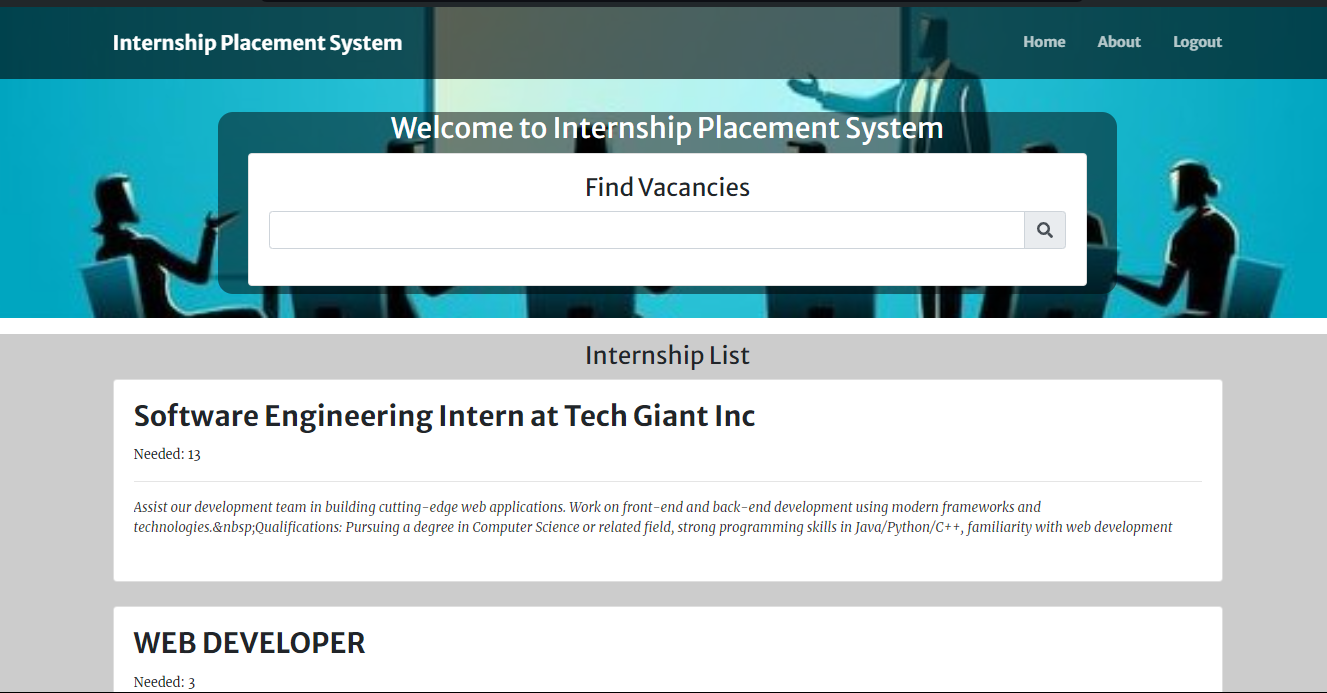 Internship Placement System
Home About Logout
Welcome to Internship Placement System
Find Vacancies
Internship List
Software Engineering Intern at Tech Giant Inc
Needed: 13
Assist our development team in building cutting-edge web applications. Work on front-end and back-end development using modern frameworks and
technologies.&nbsp;Qualifications: Pursuing a degree in Computer Science or related field, strong programming skills in Java/Python/C++, familiarity with web development
WEB DEVELOPER
Needed: 3